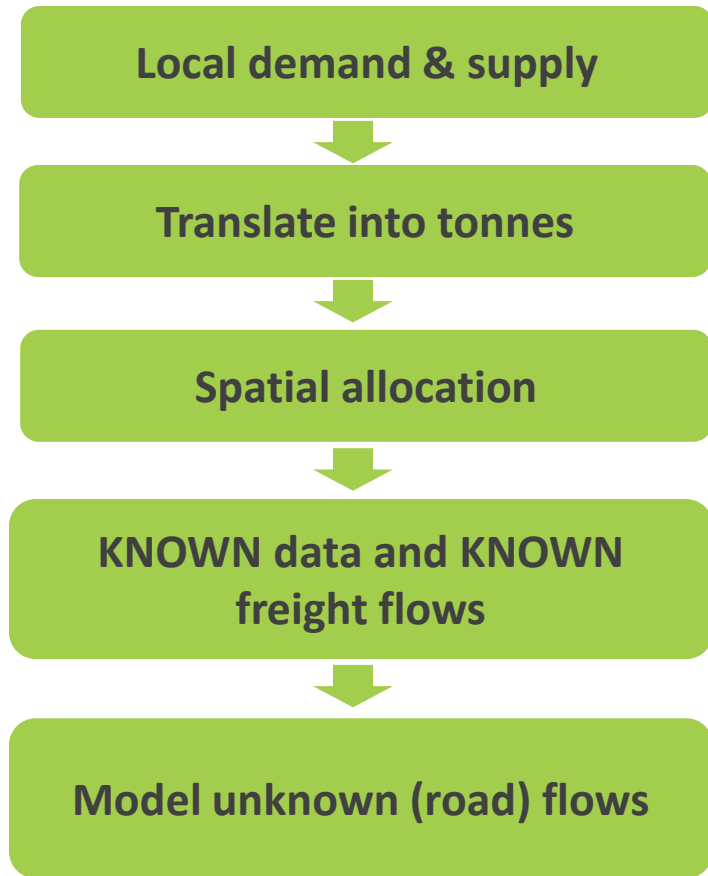 Local demand & supply
Translate into tonnes
Spatial allocation
KNOWN data and KNOWN
freight flows
Model unknown (road) flows